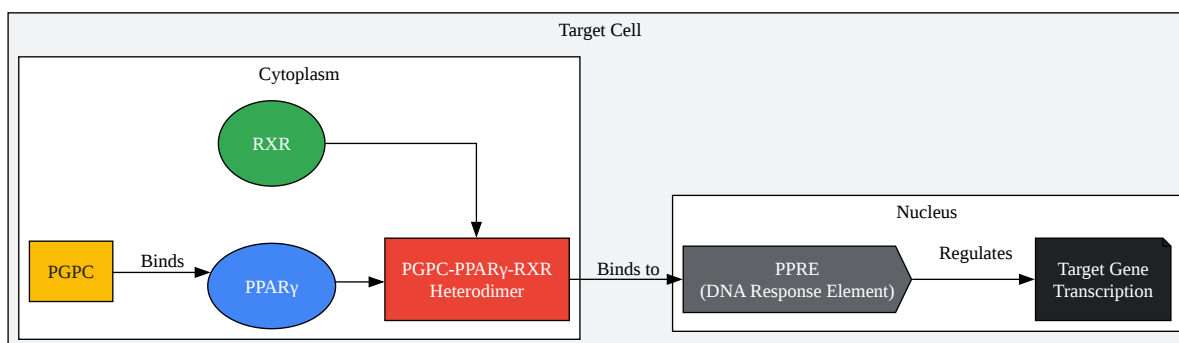 Target Cell
Cytoplasm
RXR
PGPC
Binds
PPARγ
PGPC-PPARγ-RXR
Heterodimer
Binds to
Nucleus
PPRE
(DNA Response Element)
Regulates
Target Gene
Transcription